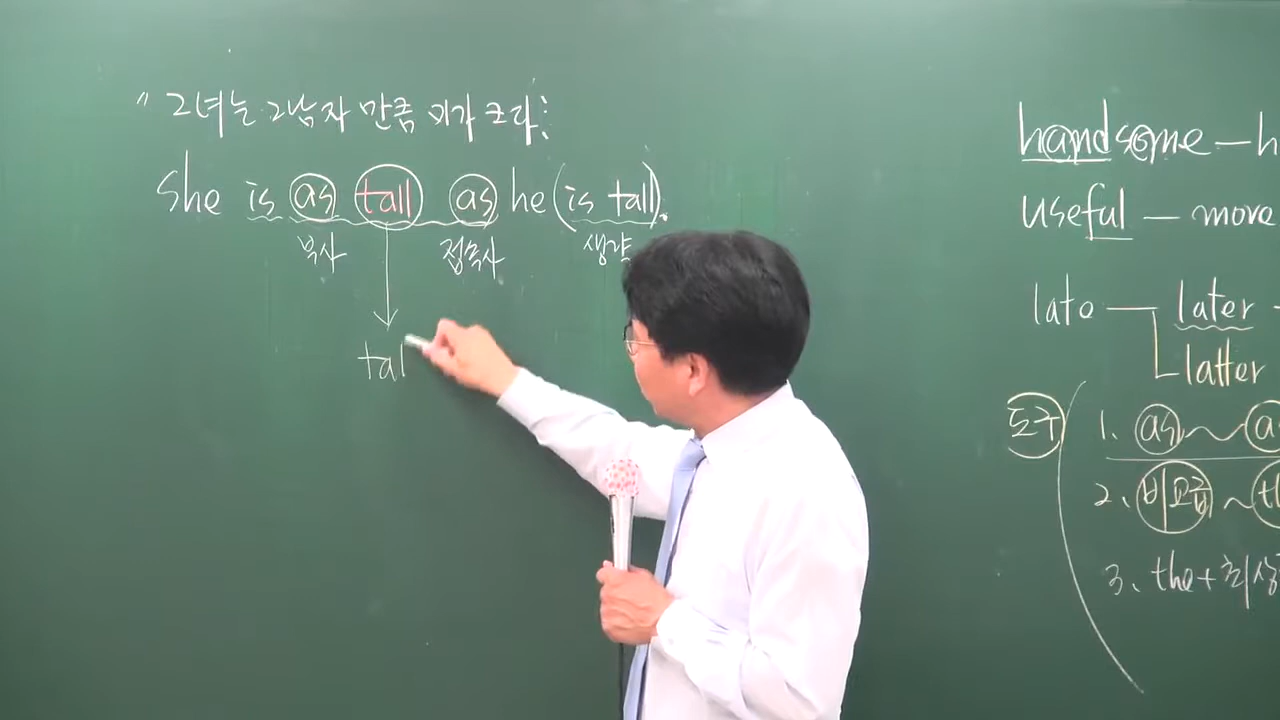 " 그녀는 그남자 만큼 키가 크다.
She is as tall as he (is tall).
부사 접속사 생략
tal
handsome — h
useful — more
late — later
latter
도구
1. as ~ a
2. 비교급 ~ th
3. the + 최상